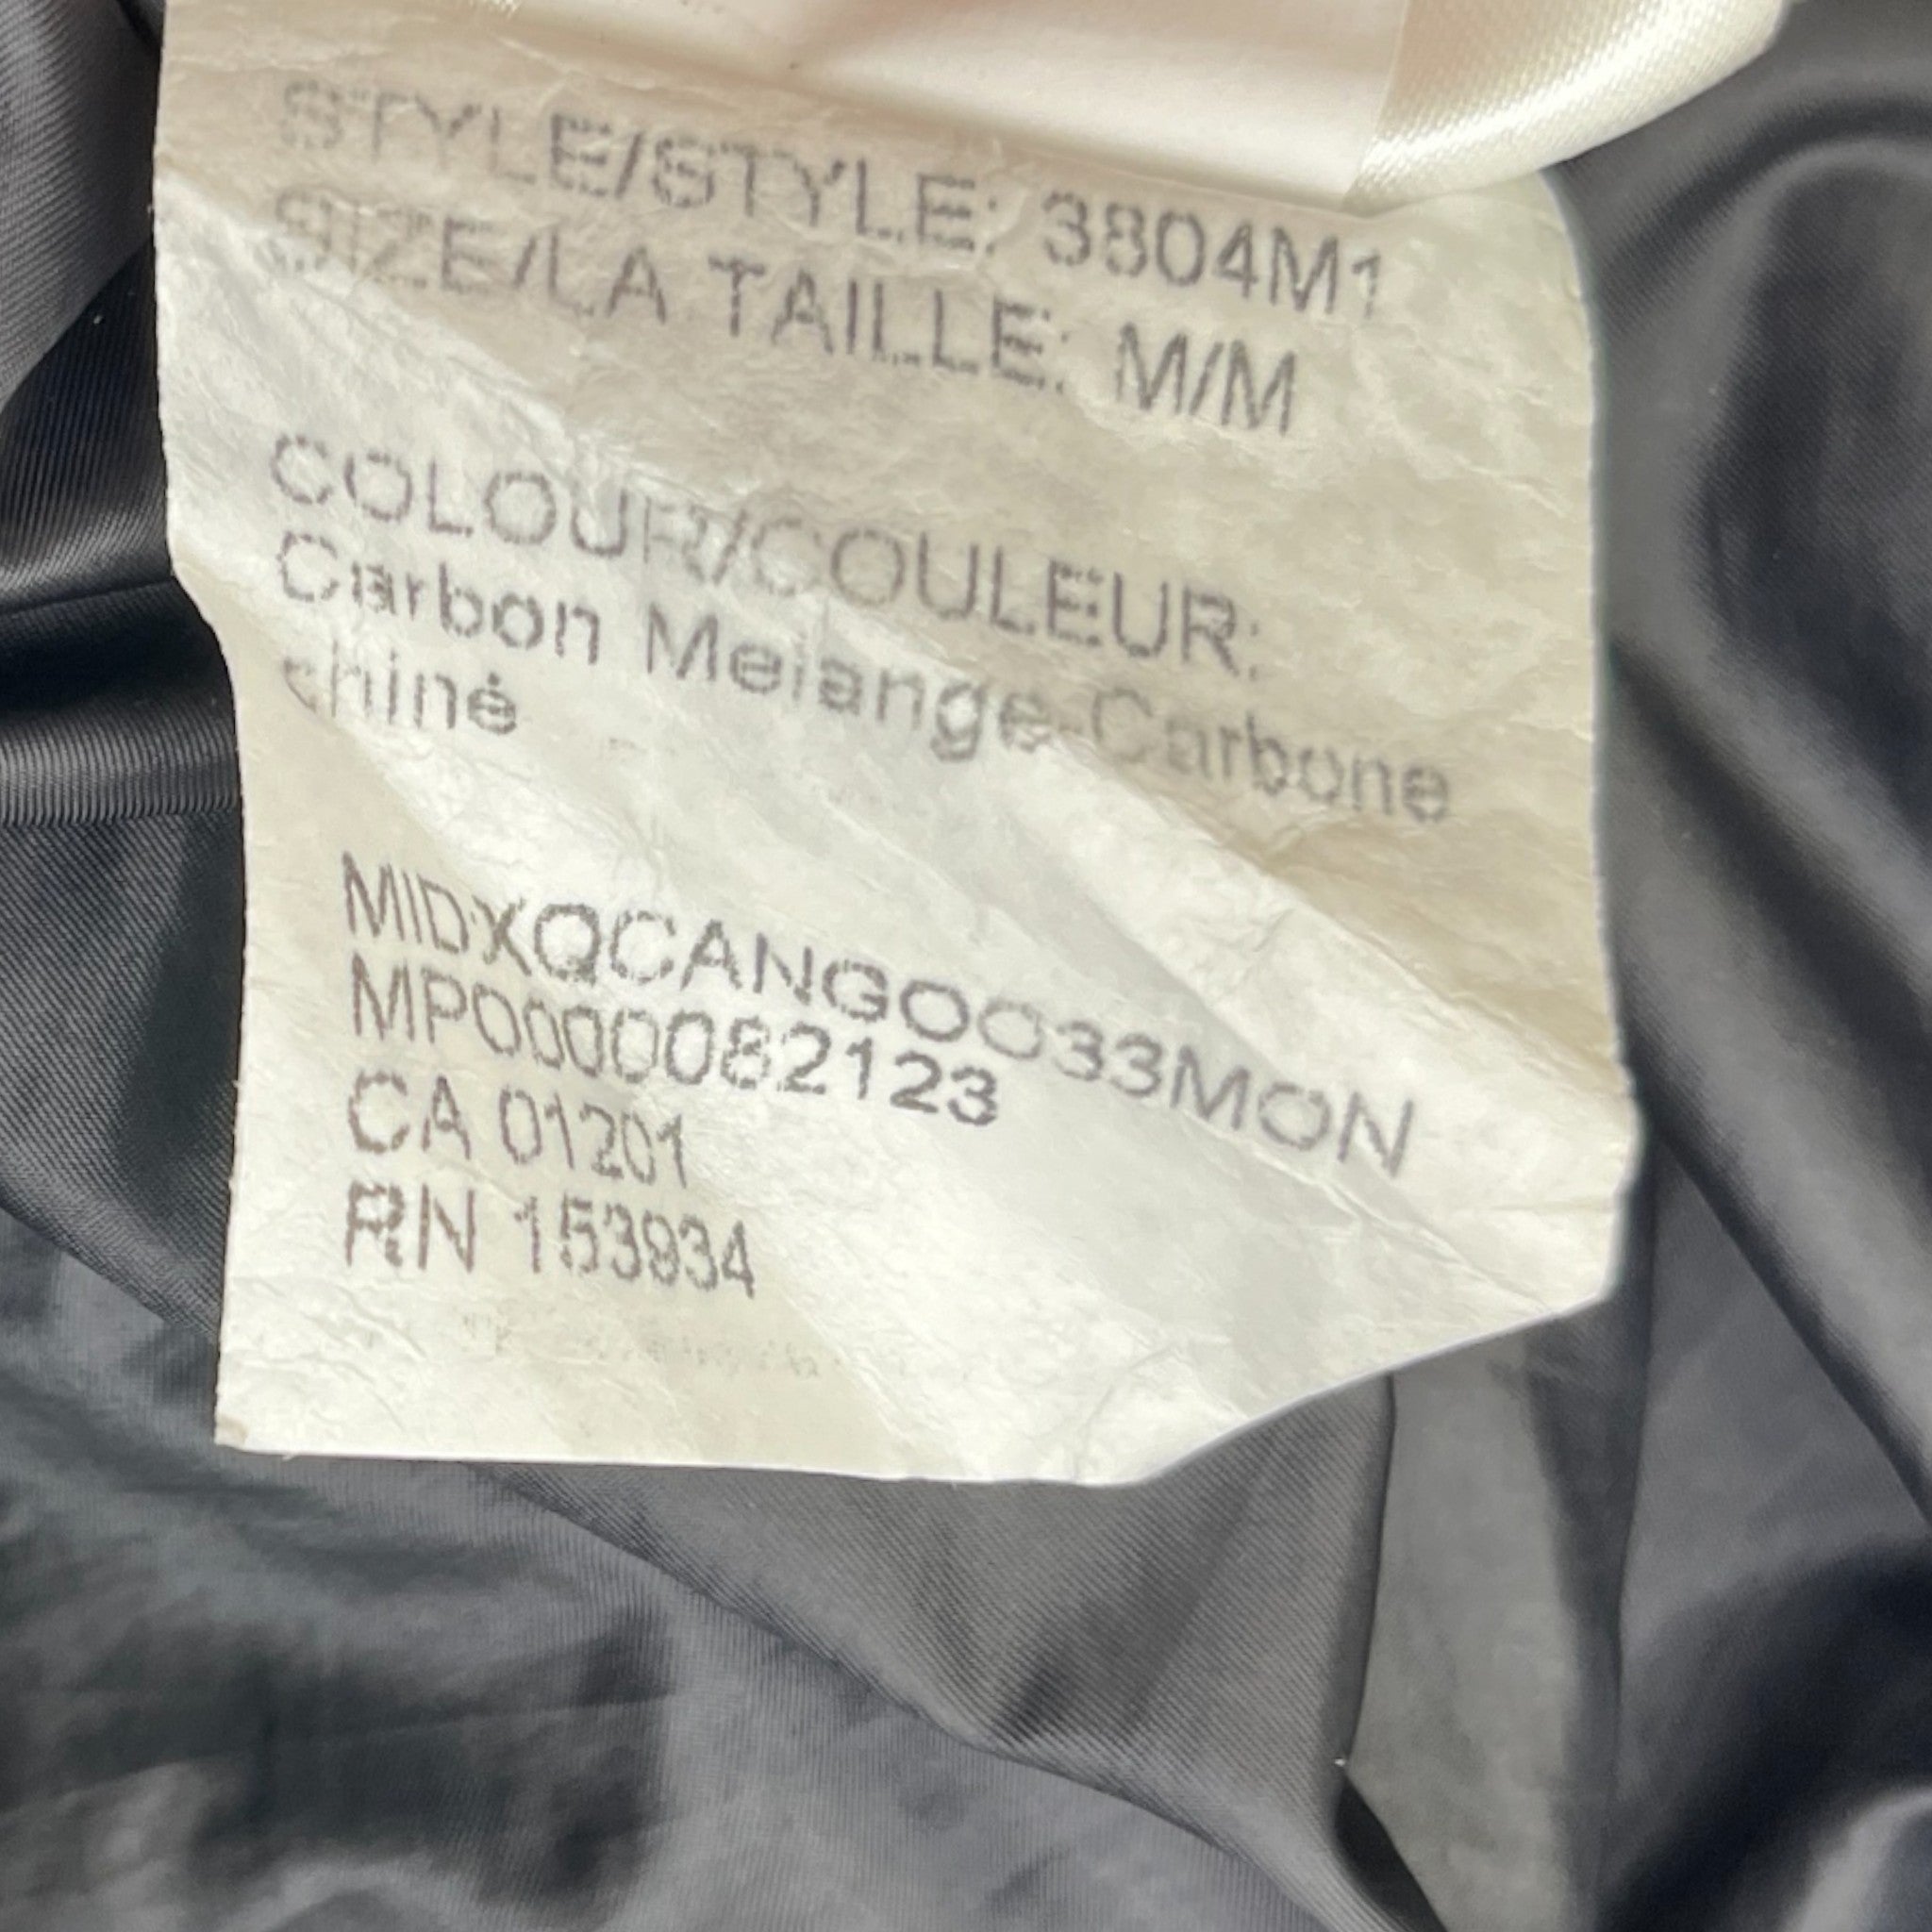 STYLE/STYLE: 3804M1
SIZE/LA TAILLE: M/M
COLOUR/COULEUR:
Carbon Melange-Carbone
chiné
MIDXQCANGOO33MON
MP0000082123
CA 01201
RN 153934